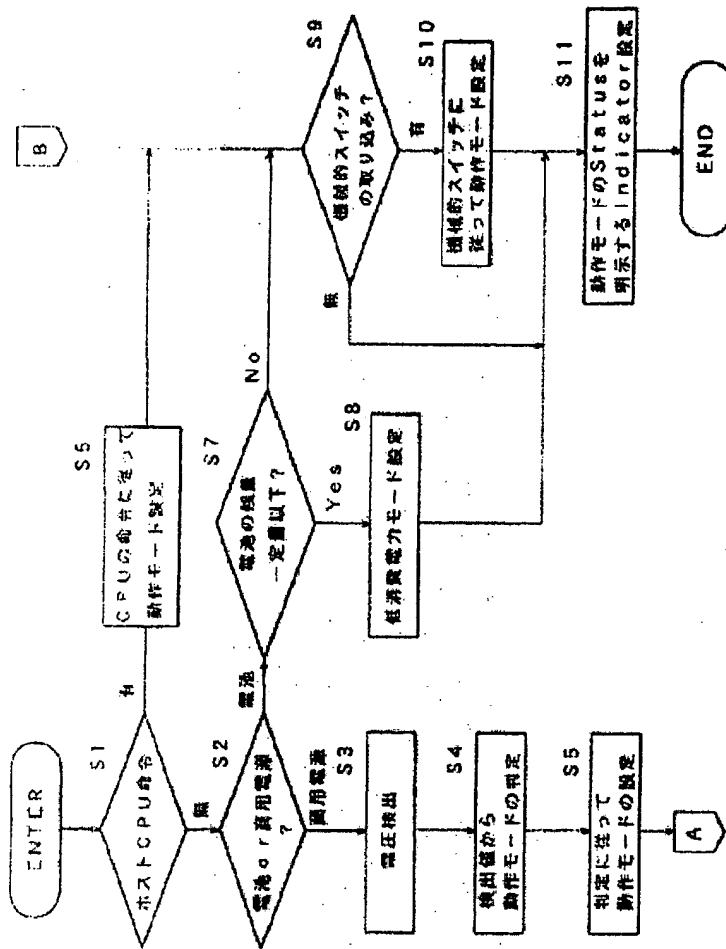 ENTER
S1
ホストCPU命令
有
無
S2
電池or商用電源
?
電池
商用電源
S3
電圧検出
S4
検出値から
動作モードの判定
S5
判定に従って
動作モードの設定
A
S5
CPUの命令に従って
動作モード設定
S7
電池の残量
一定量以下?
No
Yes
S8
低消費電力モード設定
B
S9
機械的スイッチ
の取り込み?
無
有
S10
機械的スイッチに
従って動作モード設定
S11
動作モードのStatusを
明示するIndicator設定
END